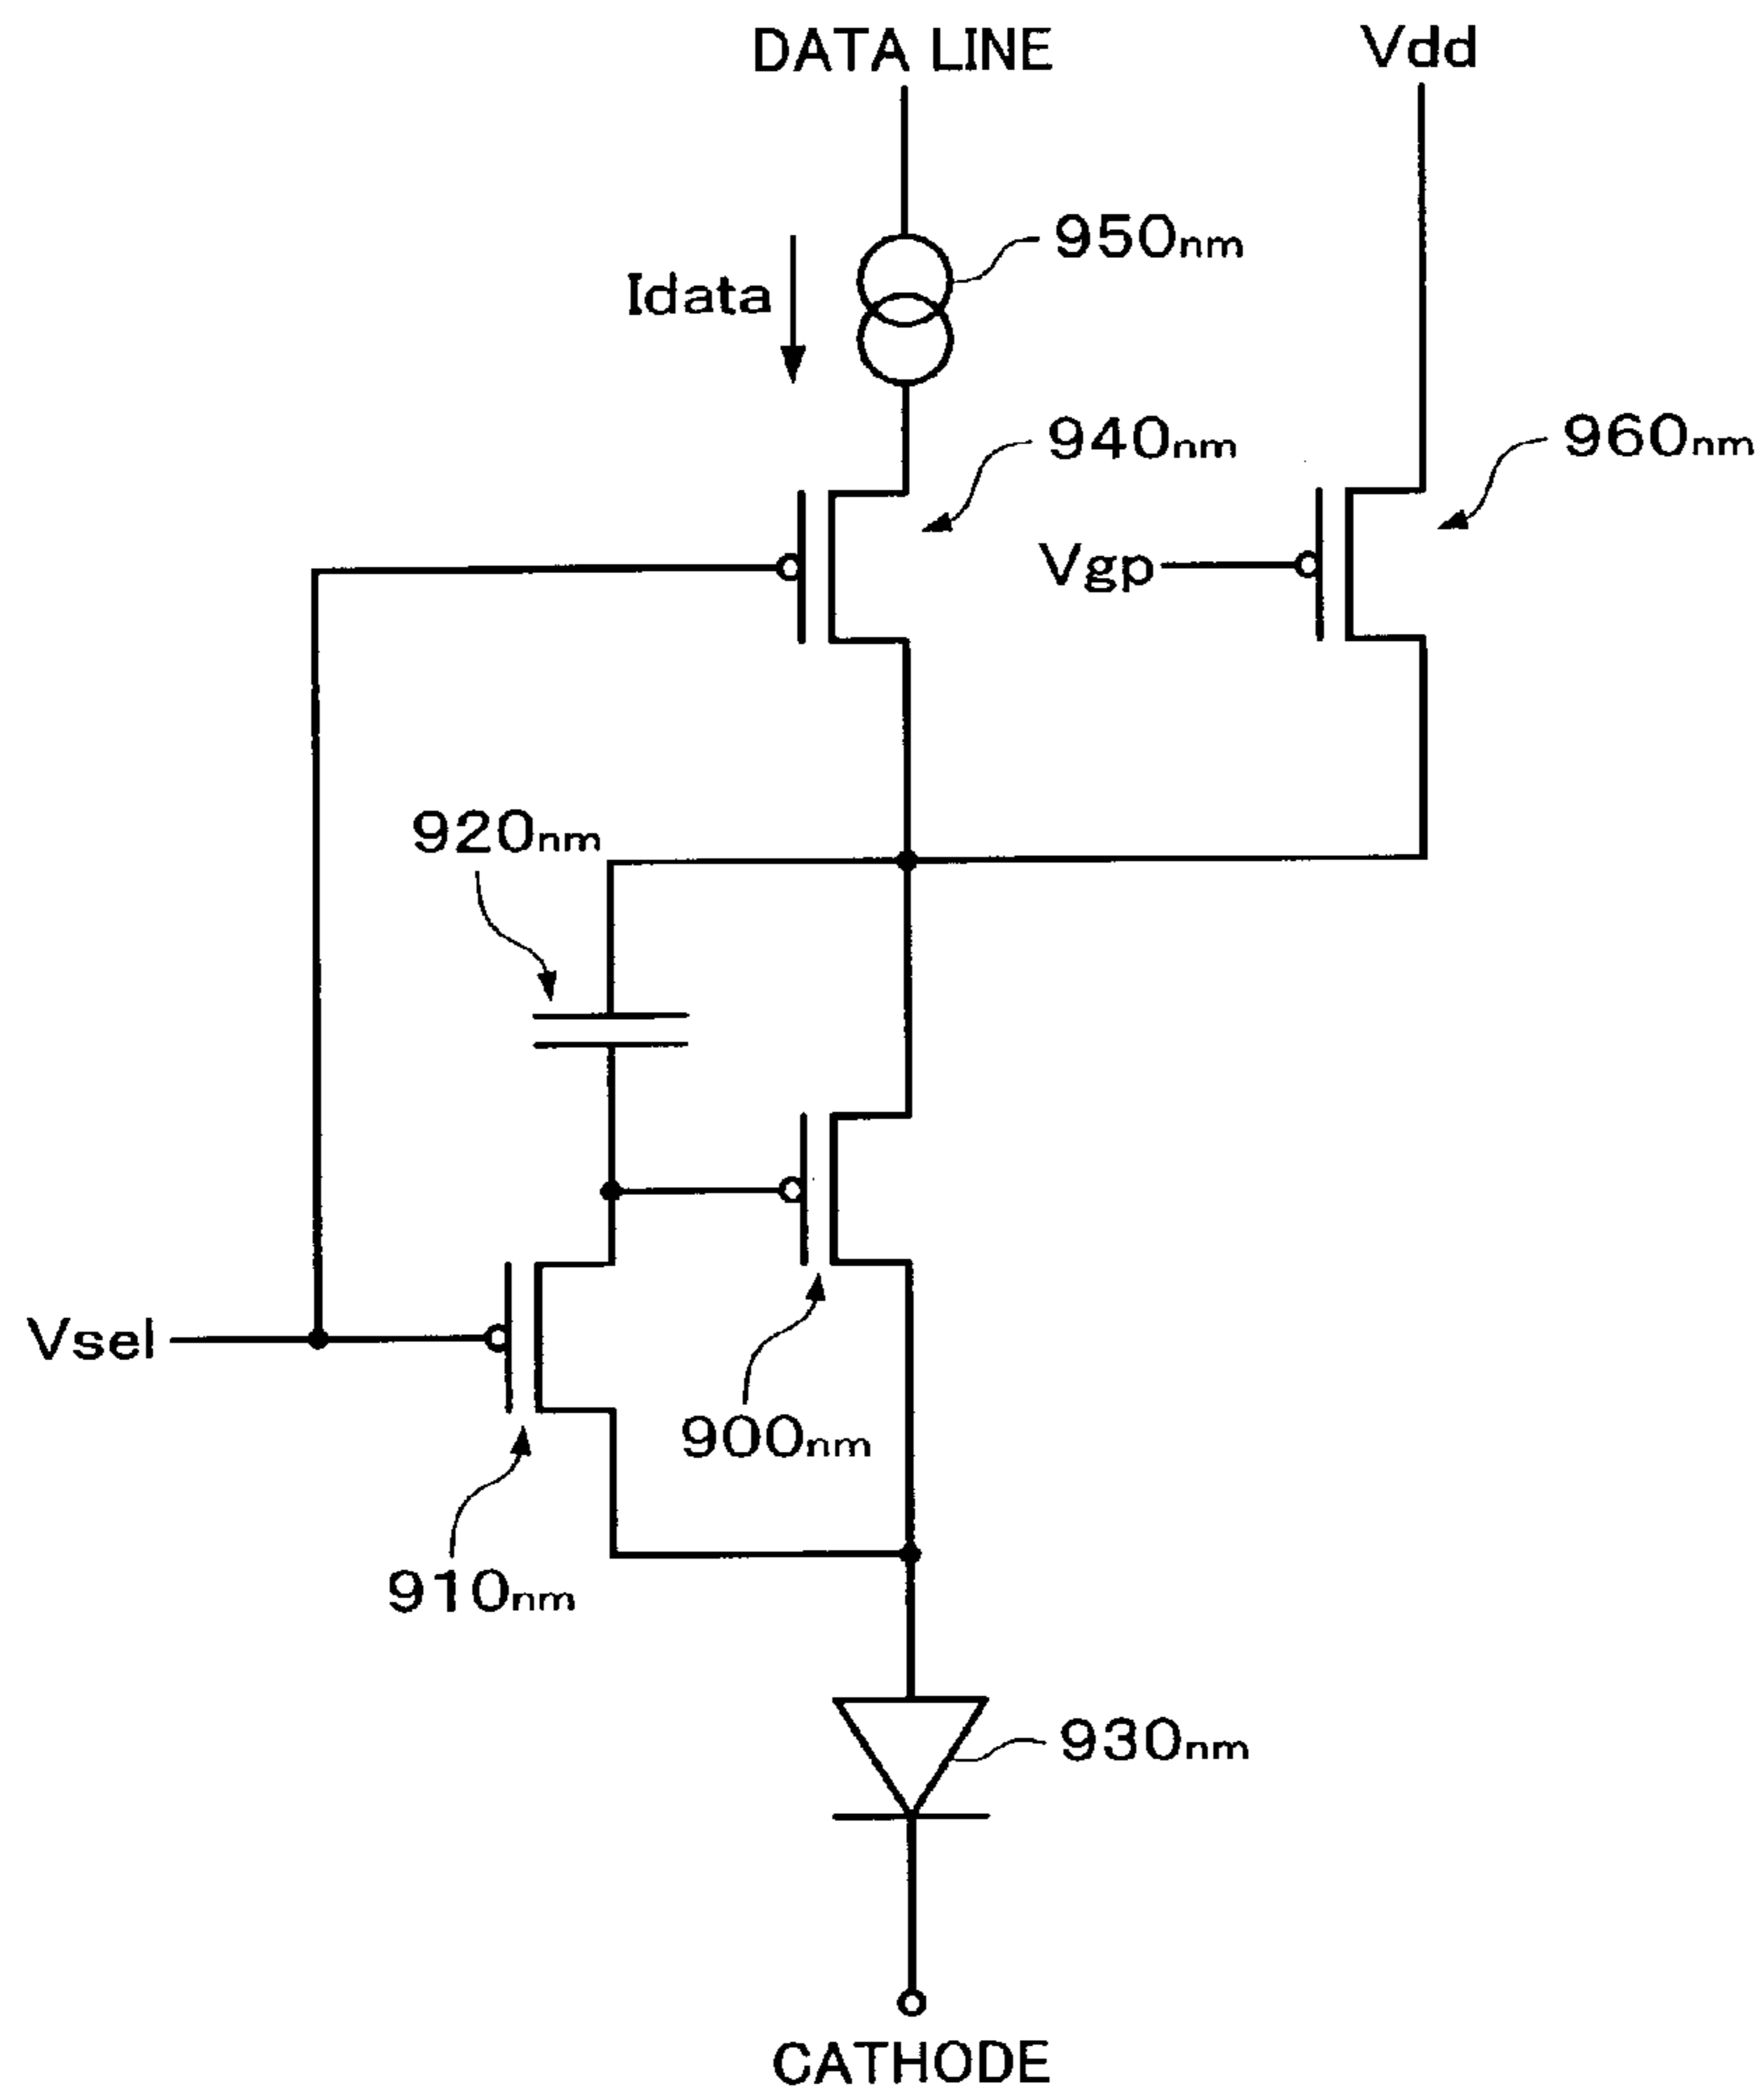 DATA LINE
Vdd
950nm
Idata
940nm
960nm
Vgp
920nm
Vsel
900nm
910nm
930nm
CATHODE